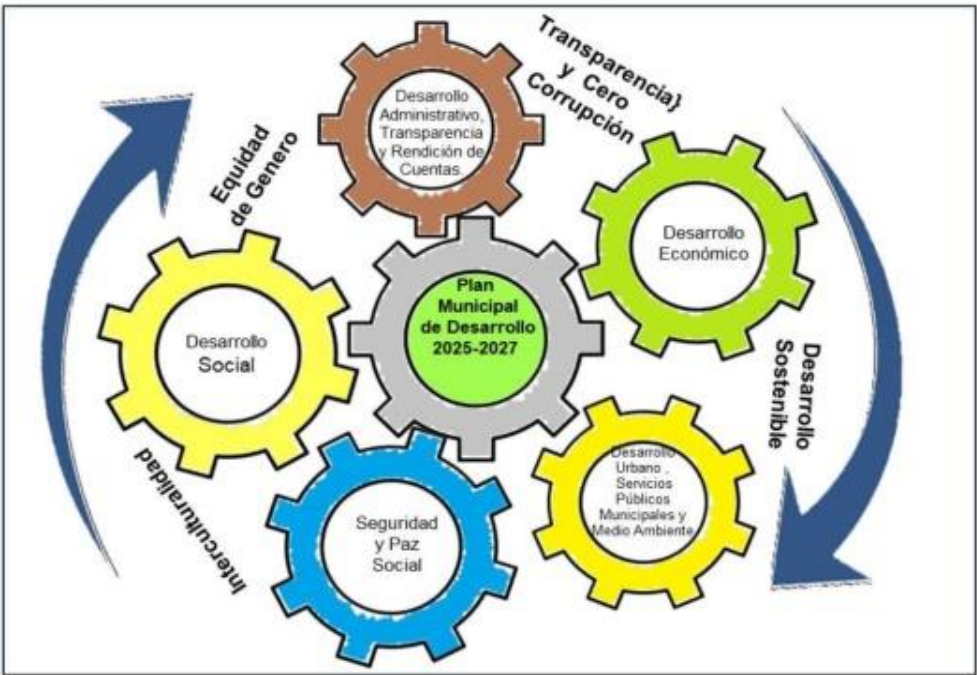 Transparencia}
y Cero
Corrupción
Desarrollo
Administrativo,
Transparencia
y Rendición de
Cuentas
Equidad
de Genero
Desarrollo
Económico
Plan
Municipal
de Desarrollo
2025-2027
Desarrollo
Social
Desarrollo
Sostenible
Desarrollo
Urbano ,
Servicios
Públicos
Municipales y
Medio Ambiente
Interculturalidad
Seguridad
y Paz
Social